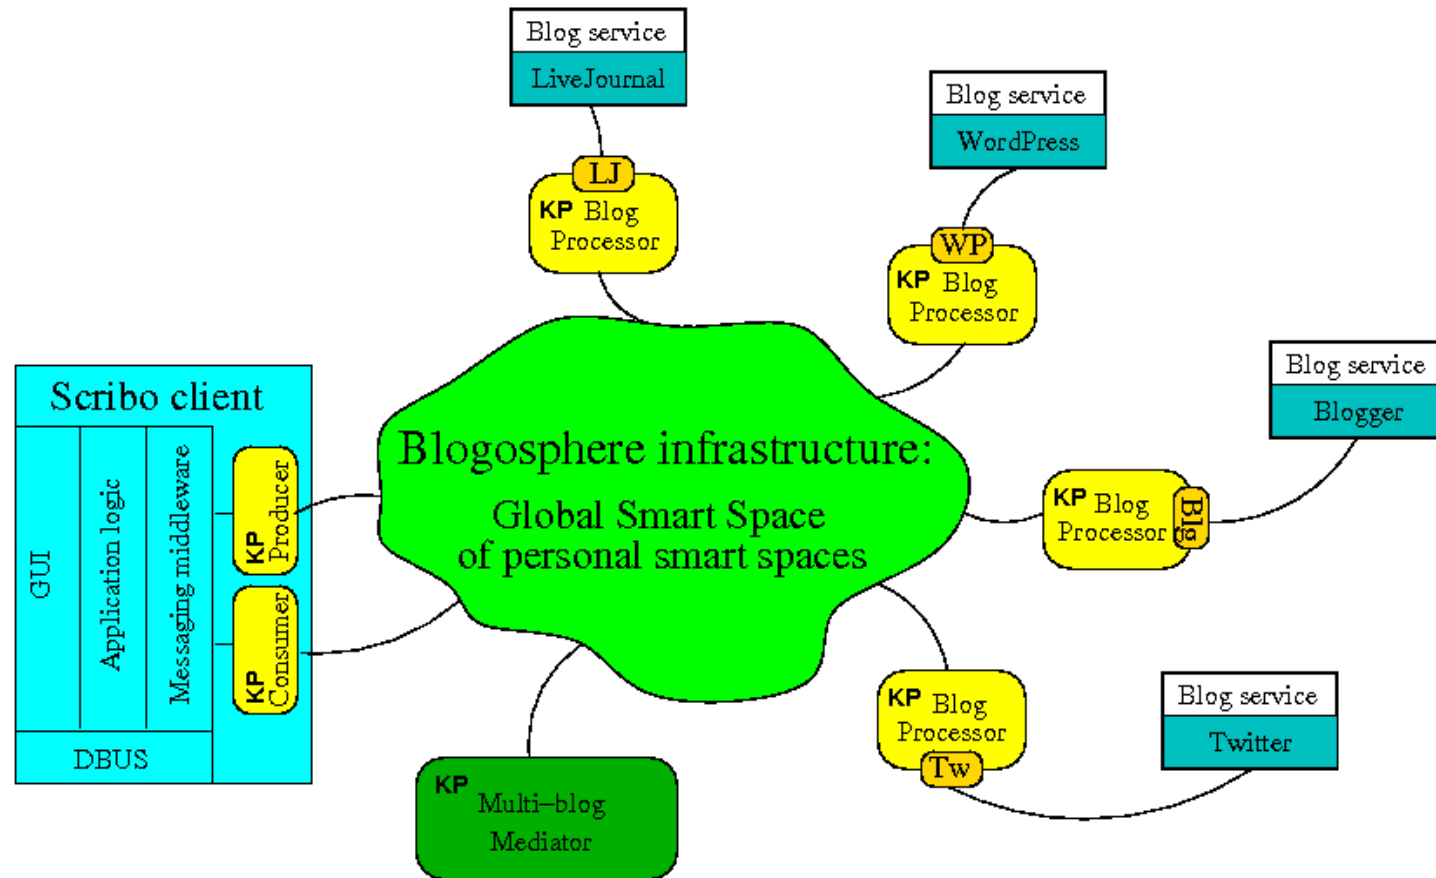 Blog service
LiveJournal
LJ
KP Blog
Processor
Blog service
WordPress
WP
KP Blog
Processor
Blog service
Blogger
KP Blog
Processor
Blg
Scribo client
GUI
Application logic
Messaging middleware
KP
Producer
KP
Consumer
DBUS
Blogosphere infrastructure:
Global Smart Space
of personal smart spaces
KP Blog
Processor
Tw
Blog service
Twitter
KP
Multi-blog
Mediator